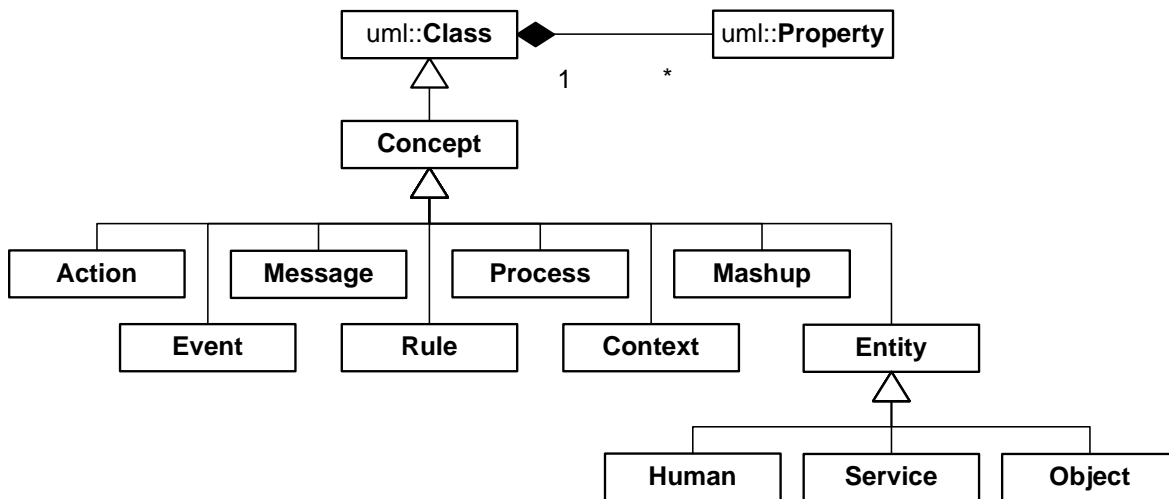 uml::Class
uml::Property
1
*
Concept
Action
Message
Process
Mashup
Event
Rule
Context
Entity
Human
Service
Object